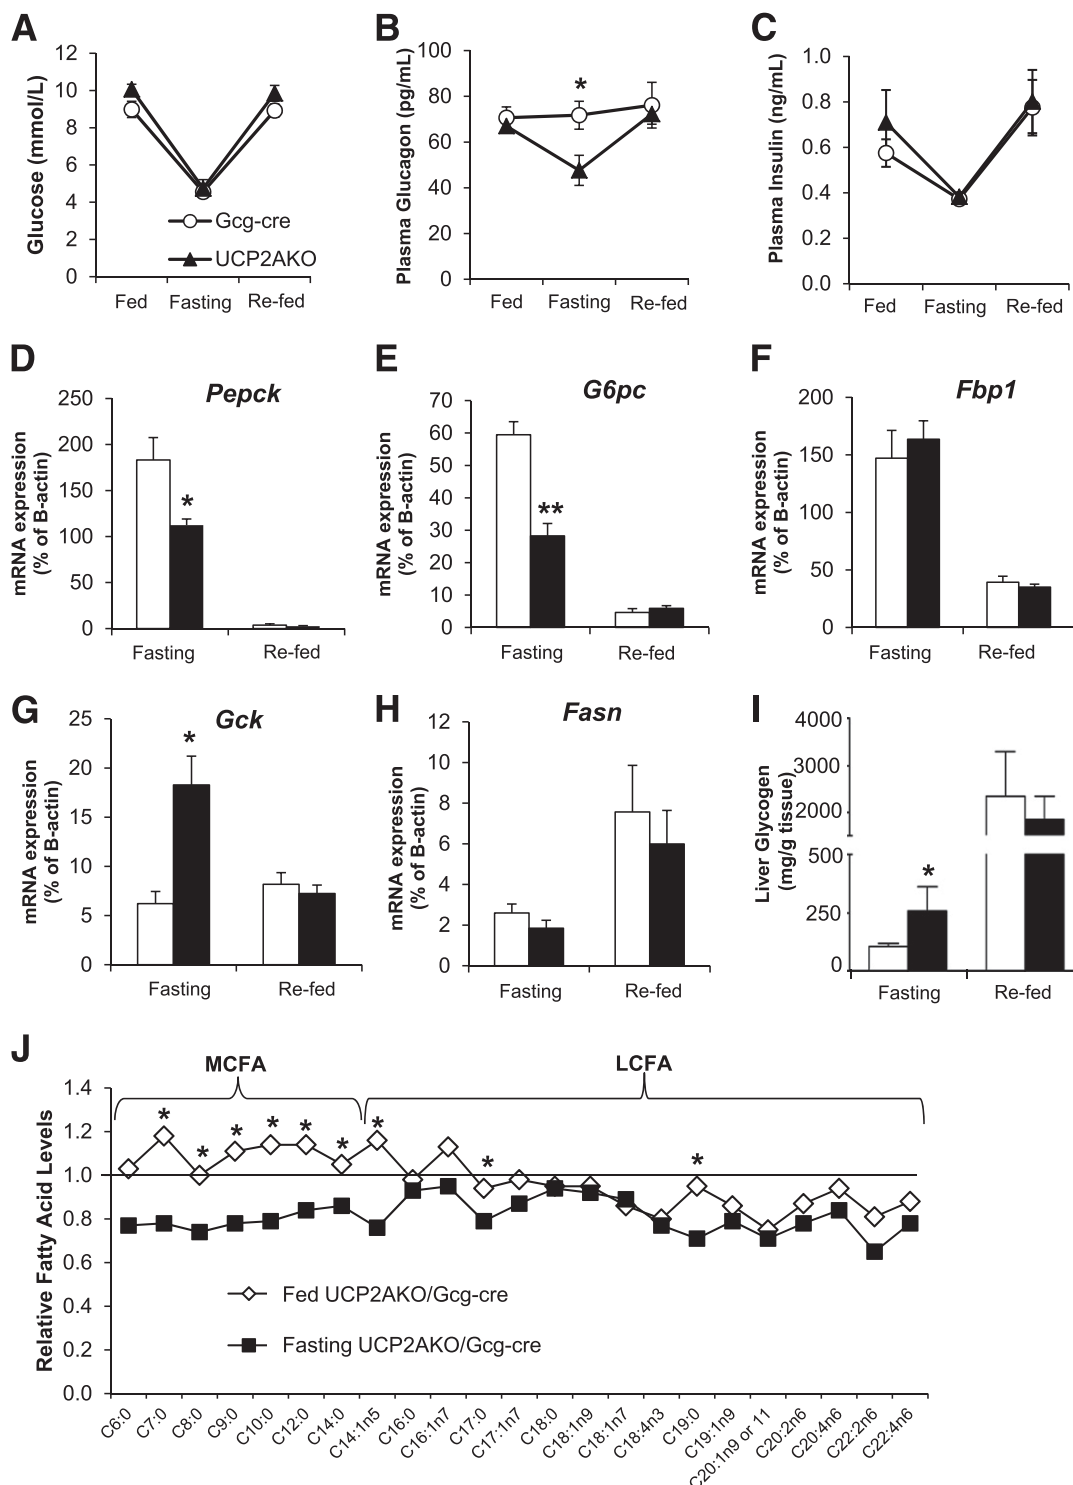 A
B
C
Glucose (mmol/L)
12
10
8
6
4
2
0
Gcg-cre
UCP2AKO
Fed
Fasting
Re-fed
Plasma Glucagon (pg/mL)
100
80
60
40
20
0
*
Fed
Fasting
Re-fed
Plasma Insulin (ng/mL)
1.0
0.8
0.6
0.4
0.2
0.0
Fed
Fasting
Re-fed
D
E
F
Pepck
mRNA expression
(% of B-actin)
250
200
150
100
50
0
*
Fasting
Re-fed
G6pc
mRNA expression
(% of B-actin)
70
60
50
40
30
20
10
0
**
Fasting
Re-fed
Fbp1
mRNA expression
(% of B-actin)
200
150
100
50
0
Fasting
Re-fed
G
H
I
Gck
mRNA expression
(% of B-actin)
25
20
15
10
5
0
*
Fasting
Re-fed
Fasn
mRNA expression
(% of B-actin)
12
10
8
6
4
2
0
Fasting
Re-fed
Liver Glycogen
(mg/g tissue)
4000
3000
2000
500
250
0
*
Fasting
Re-fed
J
MCFA
LCFA
Relative Fatty Acid Levels
1.4
1.2
1.0
0.8
0.6
0.4
0.2
0.0
* * * * * * * * *
Fed UCP2AKO/Gcg-cre
Fasting UCP2AKO/Gcg-cre
C6:0
C7:0
C8:0
C9:0
C10:0
C12:0
C14:0
C14:1n5
C16:0
C16:1n7
C17:0
C17:1n7
C18:0
C18:1n9
C18:1n7
C18:4n3
C19:0
C19:1n9
C20:1n9 or 11
C20:2n6
C20:4n6
C22:2n6
C22:4n6